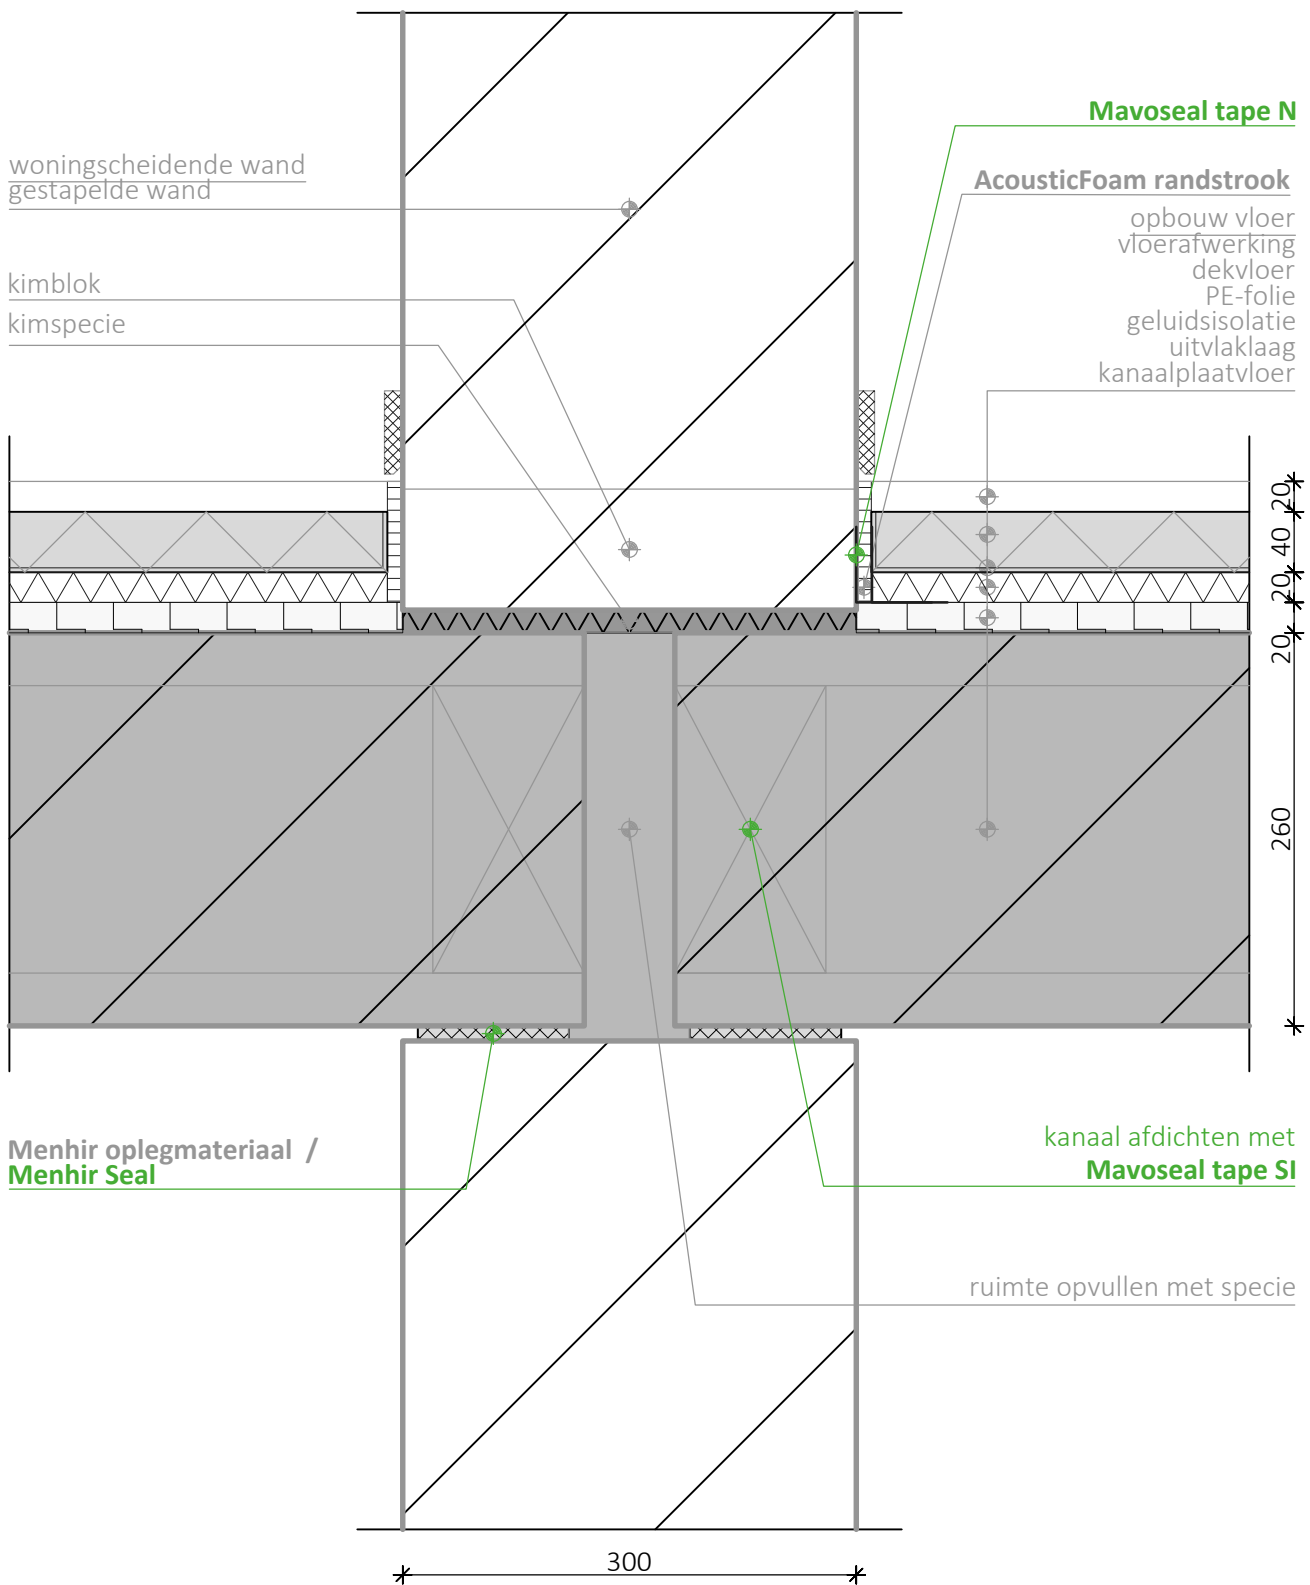 Mavoseal tape N
woningscheidende wand
gestapelde wand
AcousticFoam randstrook
opbouw vloer
vloerafwerking
dekvloer
PE-folie
geluidsisolatie
uitvlaklaag
kanaalplaatvloer
kimblok
kimspecie
20
40
20
20
260
Menhir oplegmateriaal /
Menhir Seal
kanaal afdichten met
Mavoseal tape SI
ruimte opvullen met specie
300